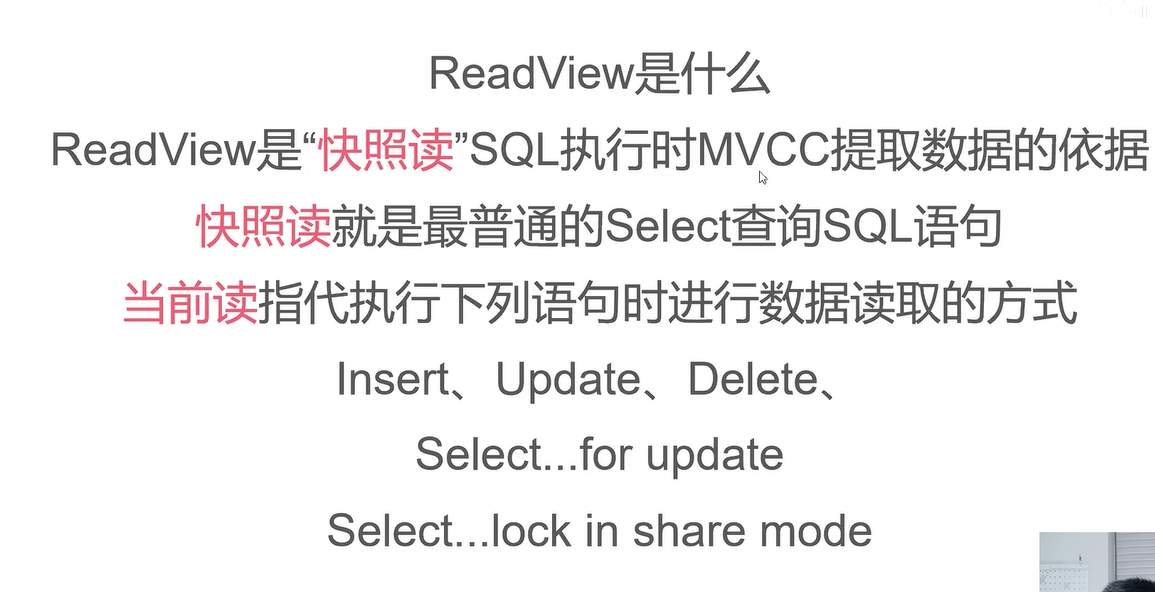 ReadView是什么
ReadView是“快照读”SQL执行时MVCC提取数据的依据
快照读就是最普通的Select查询SQL语句
当前读指代执行下列语句时进行数据读取的方式
Insert、Update、Delete、
Select...for update
Select...lock in share mode